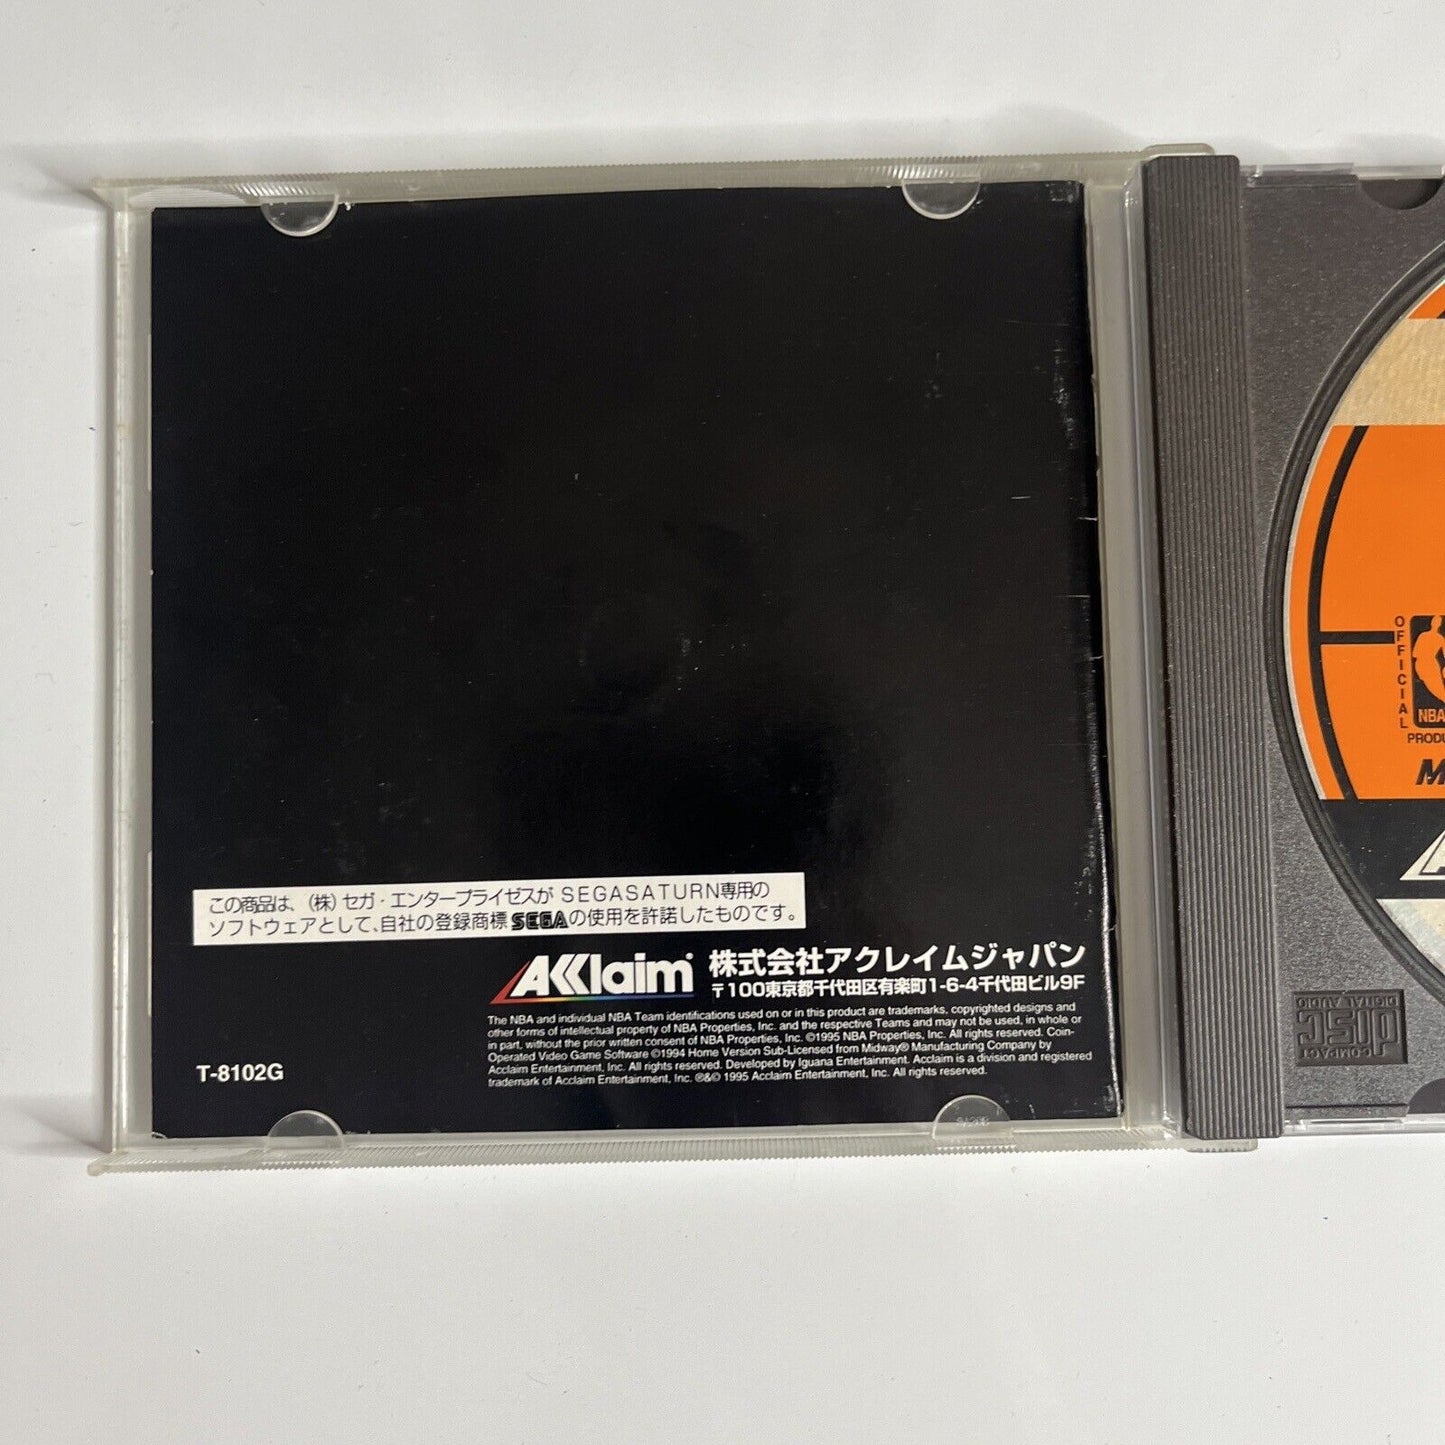 この商品は、(株)セガ・エンタープライゼスが SEGASATURN専用の
ソフトウェアとして、自社の登録商標SEGAの使用を許諾したものです。
AKklaim 株式会社アクレイムジャパン
〒100東京都千代田区有楽町1-6-4千代田ビル9F
The NBA and individual NBA Team identifications used on or in this product are trademarks, copyrighted designs and
other forms of intellectual property of NBA Properties, Inc. and the respective Teams and may not be used, in whole or
in part, without the prior written consent of NBA Properties, Inc. ©1995 NBA Properties, Inc. All rights reserved. Coin-
Operated Video Game Software ©1994 Home Version Sub-Licensed from Midway® Manufacturing Company by
Acclaim Entertainment, Inc. All rights reserved. Developed by Iguana Entertainment. Acclaim is a division and registered
trademark of Acclaim Entertainment, Inc. ℗&© 1995 Acclaim Entertainment, Inc. All rights reserved.
T-8102G
OFFICIAL
NBA
COMPACT
disc
DIGITAL AUDIO